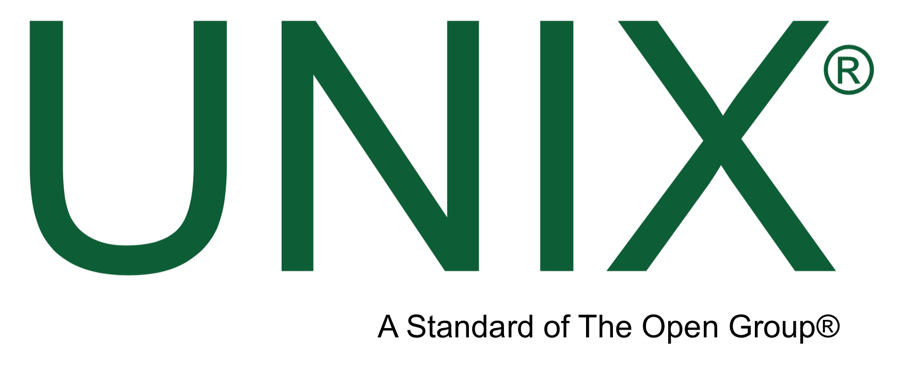 UNIX®
A Standard of The Open Group®